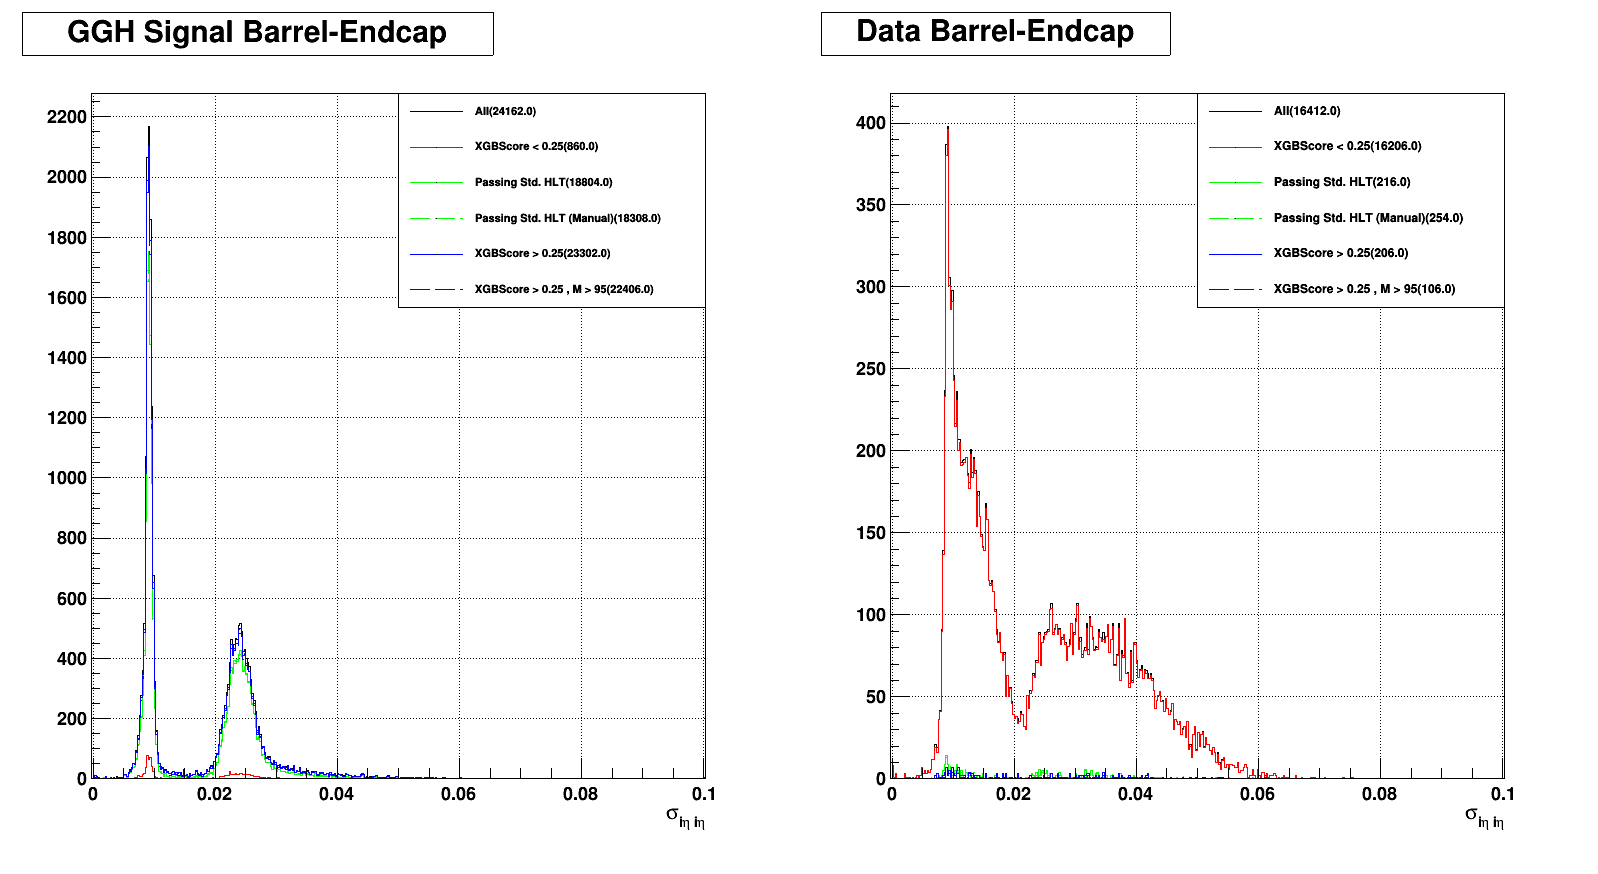 GGH Signal Barrel-Endcap
All(24162.0)
XGBScore < 0.25(860.0)
Passing Std. HLT(18804.0)
Passing Std. HLT (Manual)(18308.0)
XGBScore > 0.25(23302.0)
XGBScore > 0.25 , M > 95(22406.0)
2200
2000
1800
1600
1400
1200
1000
800
600
400
200
0
0 0.02 0.04 0.06 0.08 0.1
σiη iη
Data Barrel-Endcap
All(16412.0)
XGBScore < 0.25(16206.0)
Passing Std. HLT(216.0)
Passing Std. HLT (Manual)(254.0)
XGBScore > 0.25(206.0)
XGBScore > 0.25 , M > 95(106.0)
400
350
300
250
200
150
100
50
0
0 0.02 0.04 0.06 0.08 0.1
σiη iη